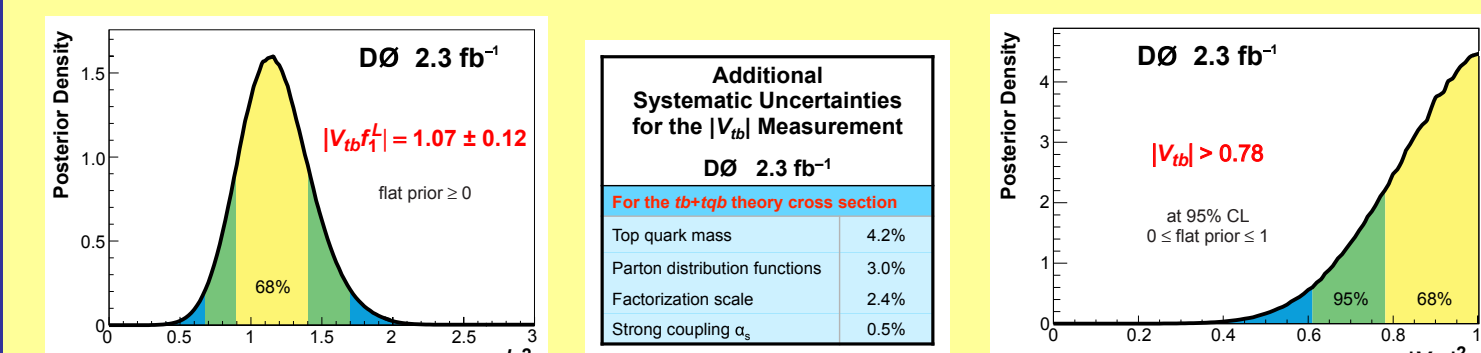 Posterior Density
DØ 2.3 fb⁻¹
|V_tb f_1^L| = 1.07 ± 0.12
flat prior ≥ 0
68%
1.5
1.0
0.5
0
0 0.5 1 1.5 2 2.5 3
Additional
Systematic Uncertainties
for the |V_tb| Measurement
DØ 2.3 fb⁻¹
For the tb+tqb theory cross section
Top quark mass 4.2%
Parton distribution functions 3.0%
Factorization scale 2.4%
Strong coupling α_s 0.5%
Posterior Density
DØ 2.3 fb⁻¹
|V_tb| > 0.78
at 95% CL
0 ≤ flat prior ≤ 1
95% 68%
4
3
2
1
0
0 0.2 0.4 0.6 0.8 1